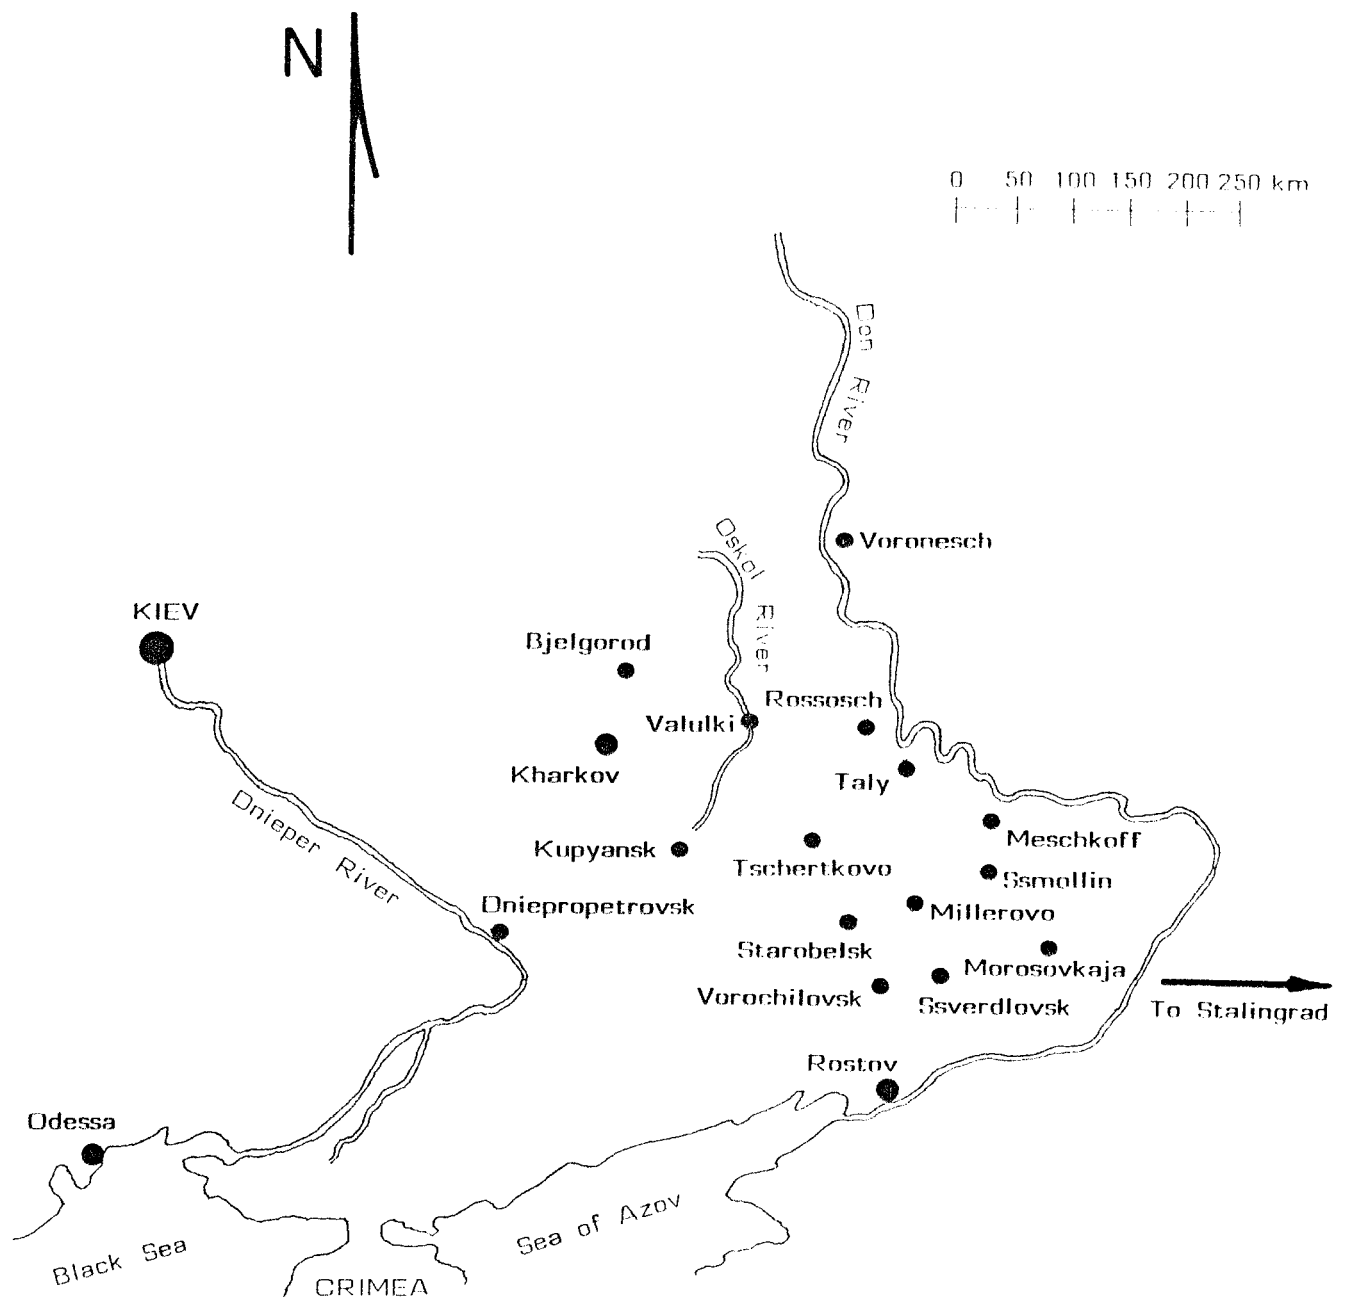 N
0 50 100 150 200 250 km
Don River
Oskol River
Voronesch
KIEV
Bjelgorod
Rossosch
Valulki
Kharkov
Taly
Dnieper River
Meschkoff
Kupyansk
Tschertkovo
Ssmollin
Dniepropetrovsk
Millerovo
Starobelsk
Morosovkaja
Vorochilovsk
Ssverdlovsk
To Stalingrad
Rostov
Odessa
Sea of Azov
Black Sea
CRIMEA